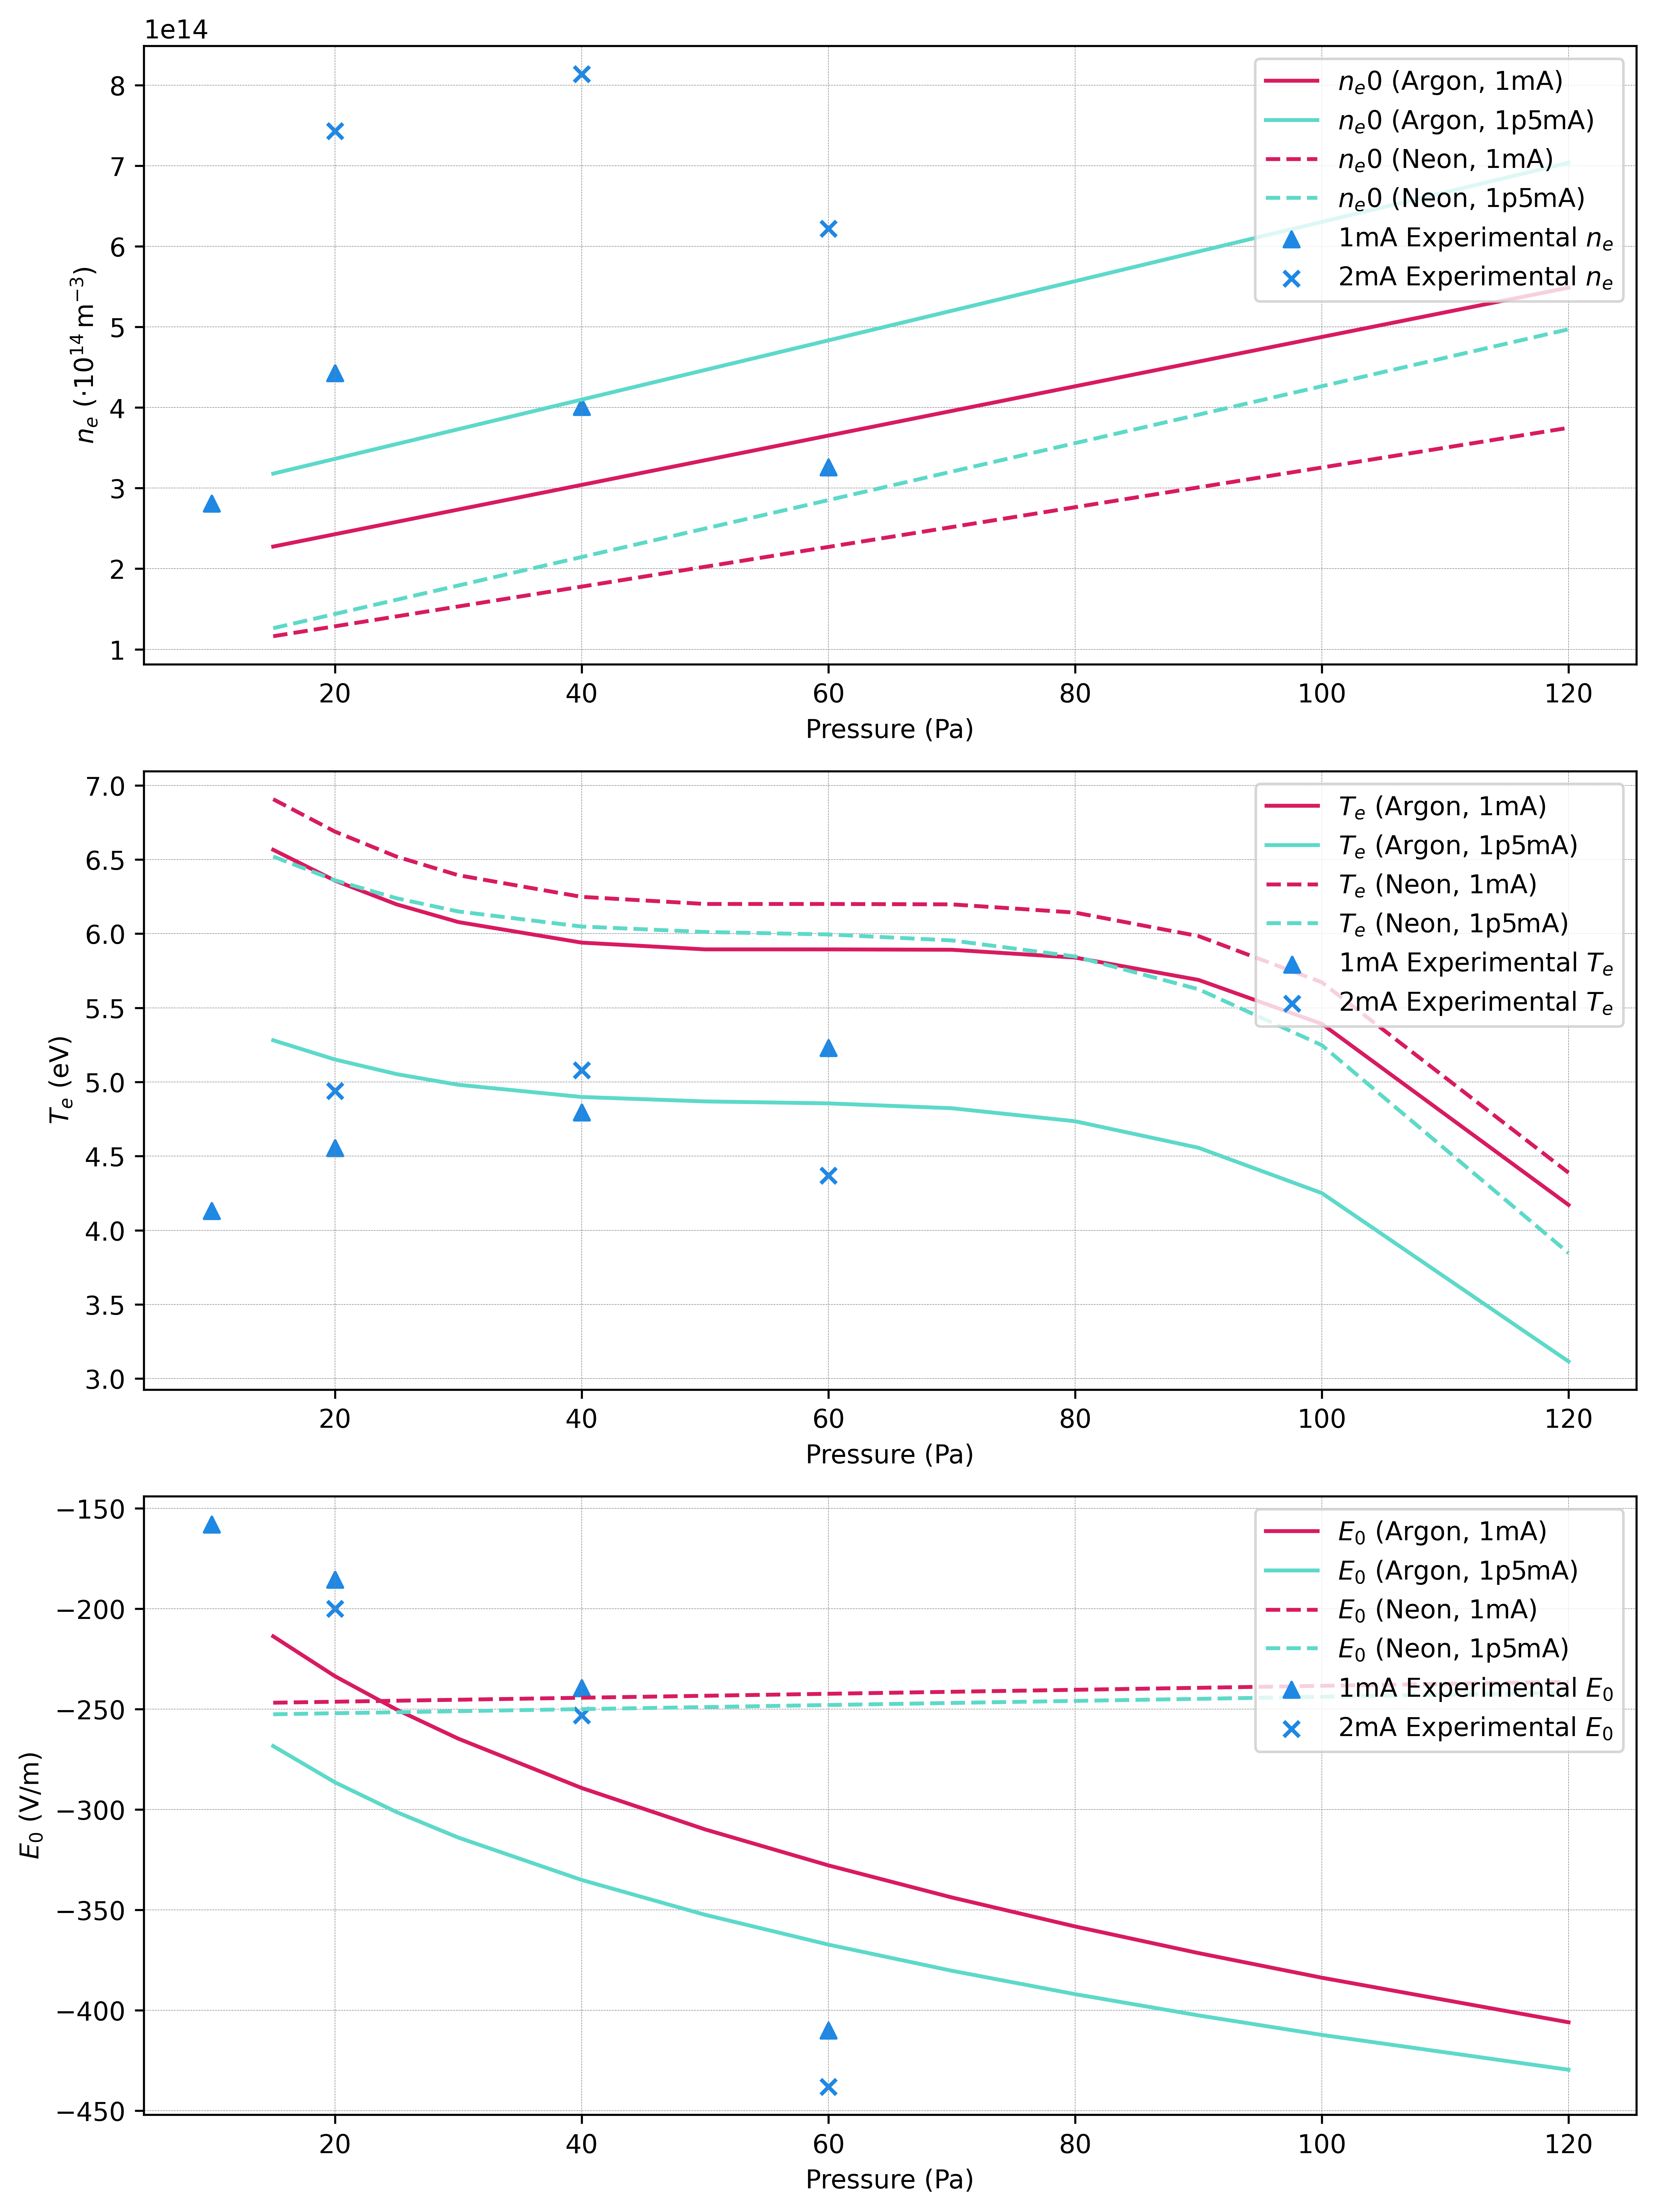 1e14
8
7
6
5
4
3
2
1
n_e (·10^14 m^−3)
n_e0 (Argon, 1mA)
n_e0 (Argon, 1p5mA)
n_e0 (Neon, 1mA)
n_e0 (Neon, 1p5mA)
1mA Experimental n_e
2mA Experimental n_e
20 40 60 80 100 120
Pressure (Pa)
7.0
6.5
6.0
5.5
5.0
4.5
4.0
3.5
3.0
T_e (eV)
T_e (Argon, 1mA)
T_e (Argon, 1p5mA)
T_e (Neon, 1mA)
T_e (Neon, 1p5mA)
1mA Experimental T_e
2mA Experimental T_e
20 40 60 80 100 120
Pressure (Pa)
−150
−200
−250
−300
−350
−400
−450
E_0 (V/m)
E_0 (Argon, 1mA)
E_0 (Argon, 1p5mA)
E_0 (Neon, 1mA)
E_0 (Neon, 1p5mA)
1mA Experimental E_0
2mA Experimental E_0
20 40 60 80 100 120
Pressure (Pa)